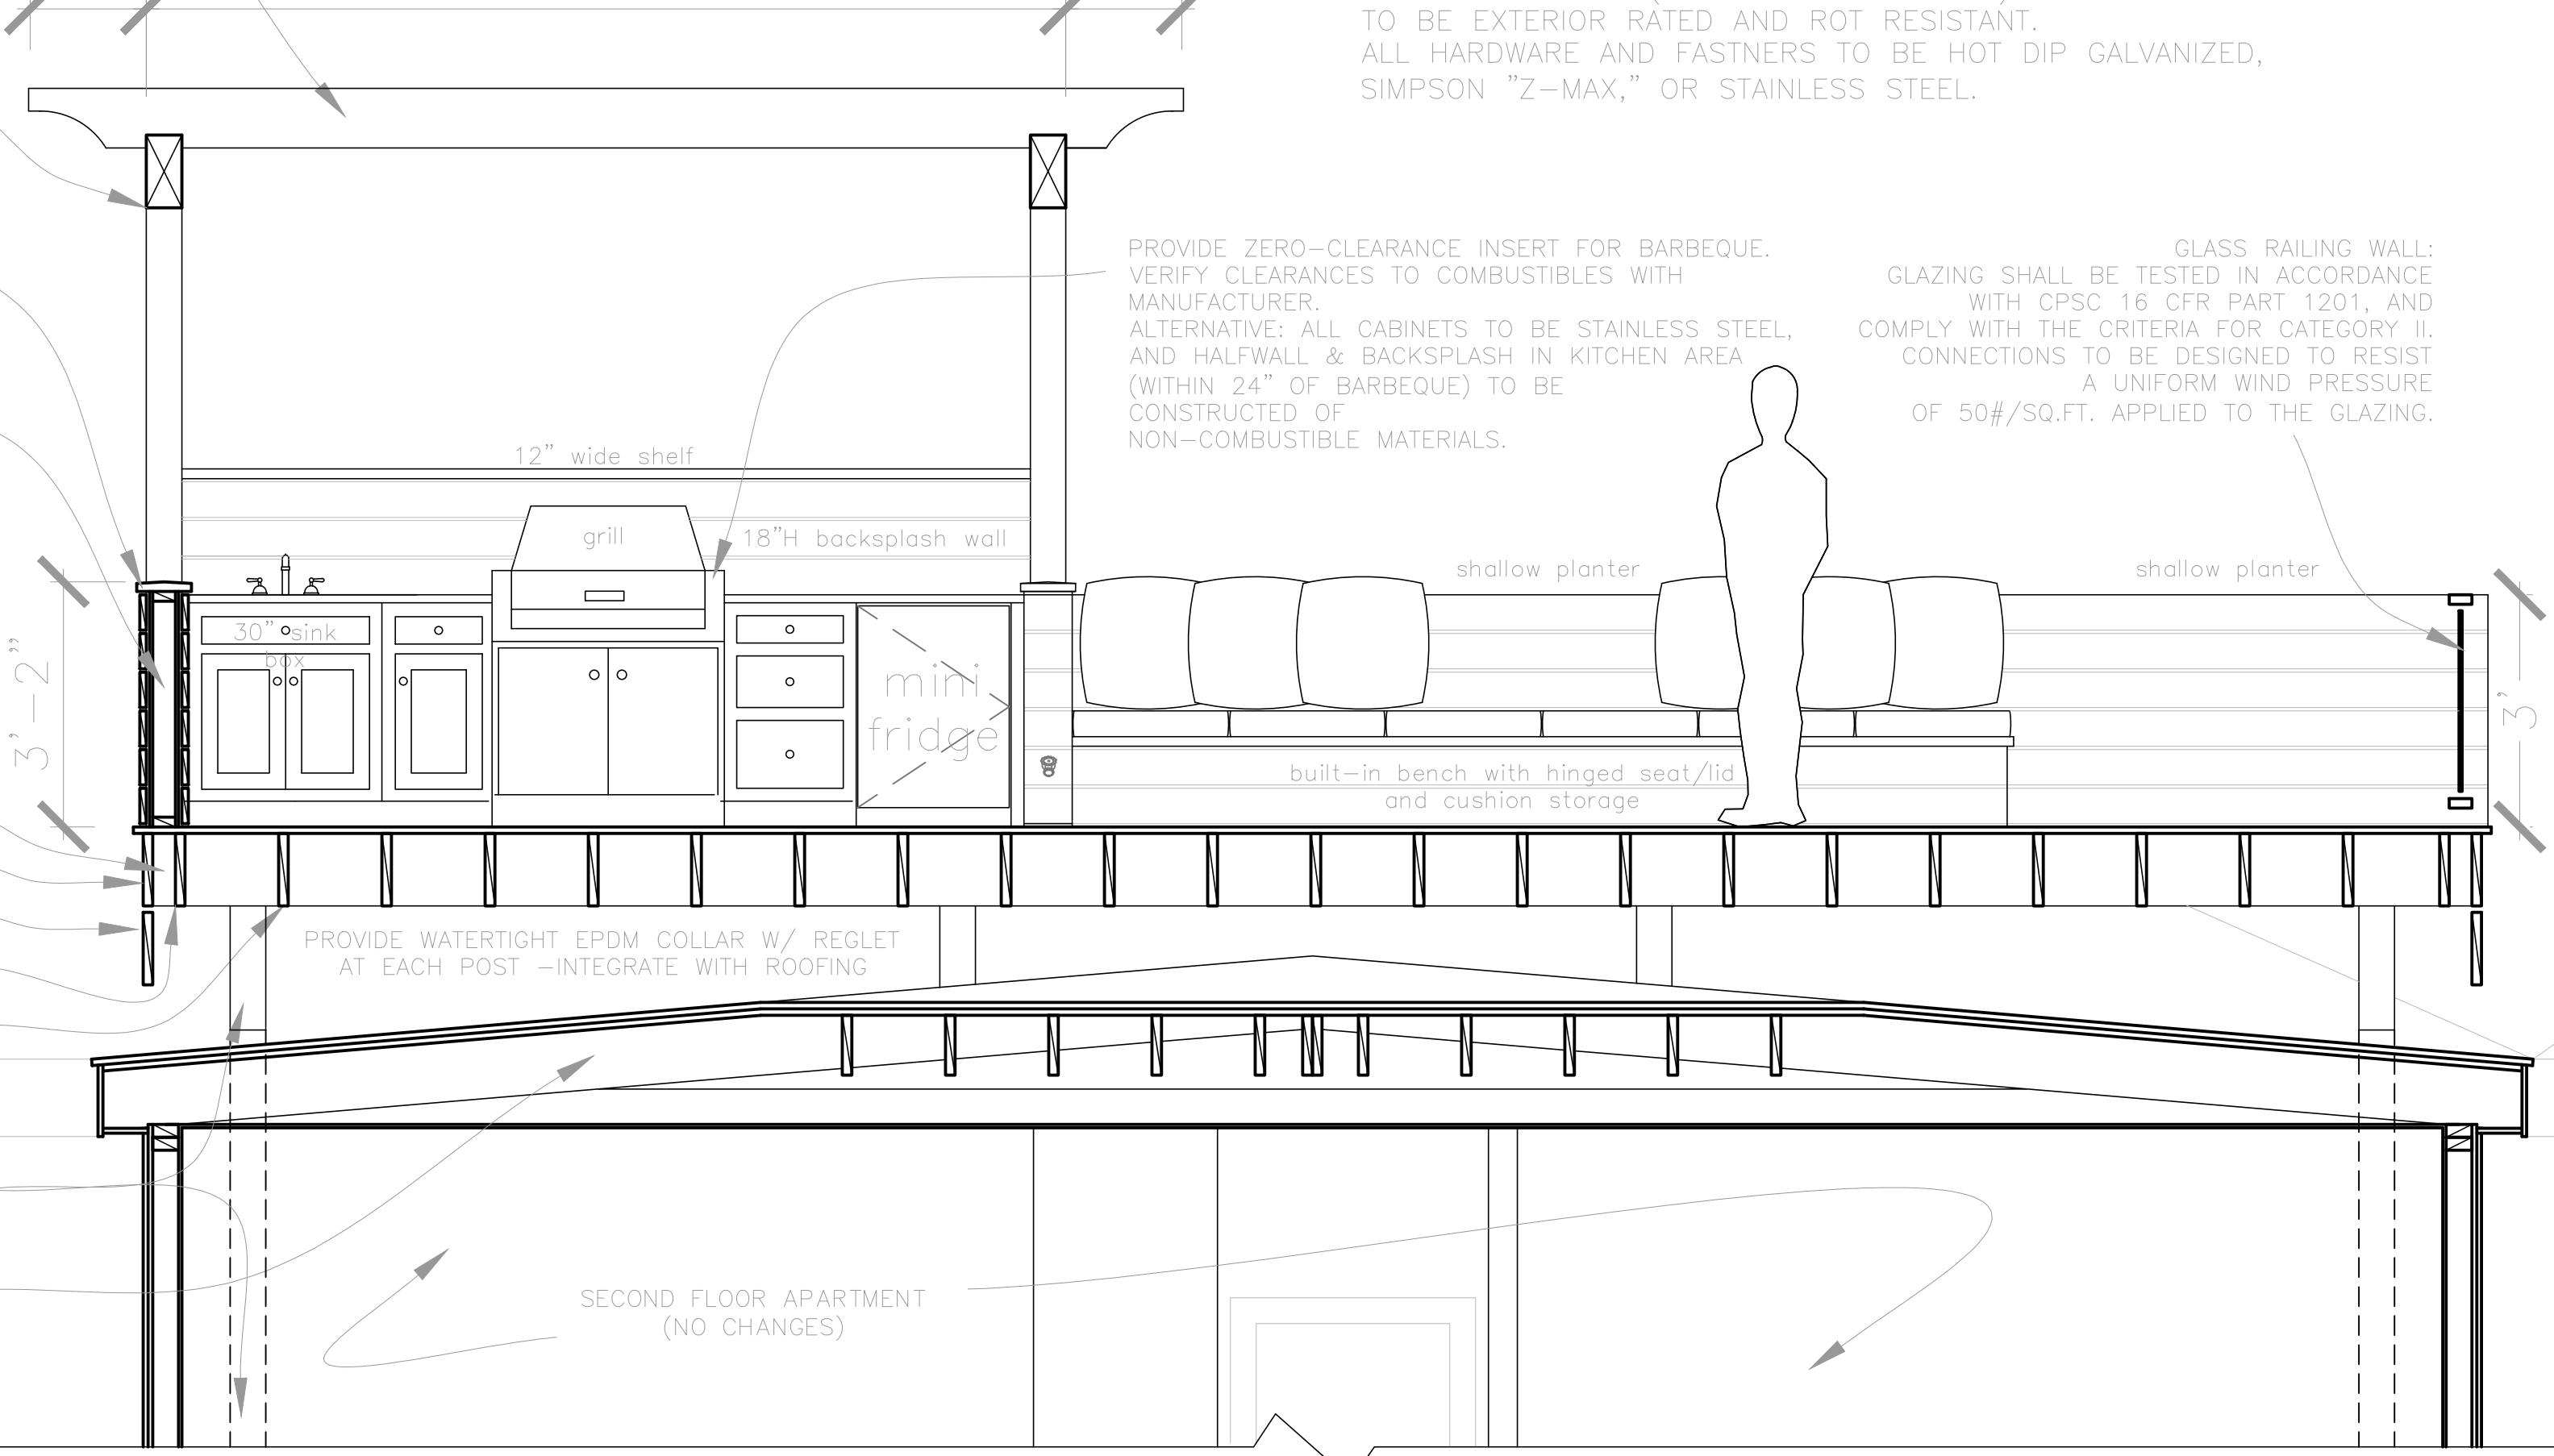 TO BE EXTERIOR RATED AND ROT RESISTANT.
ALL HARDWARE AND FASTNERS TO BE HOT DIP GALVANIZED,
SIMPSON "Z-MAX," OR STAINLESS STEEL.
PROVIDE ZERO-CLEARANCE INSERT FOR BARBEQUE.
VERIFY CLEARANCES TO COMBUSTIBLES WITH
MANUFACTURER.
ALTERNATIVE: ALL CABINETS TO BE STAINLESS STEEL,
AND HALFWALL & BACKSPLASH IN KITCHEN AREA
(WITHIN 24" OF BARBEQUE) TO BE
CONSTRUCTED OF
NON-COMBUSTIBLE MATERIALS.
GLASS RAILING WALL:
GLAZING SHALL BE TESTED IN ACCORDANCE
WITH CPSC 16 CFR PART 1201, AND
COMPLY WITH THE CRITERIA FOR CATEGORY II.
CONNECTIONS TO BE DESIGNED TO RESIST
A UNIFORM WIND PRESSURE
OF 50#/SQ.FT. APPLIED TO THE GLAZING.
12" wide shelf
grill
18"H backsplash wall
shallow planter
shallow planter
30" sink
box
mini
fridge
3'-2"
3'
built-in bench with hinged seat/lid
and cushion storage
PROVIDE WATERTIGHT EPDM COLLAR W/ REGLET
AT EACH POST -INTEGRATE WITH ROOFING
SECOND FLOOR APARTMENT
(NO CHANGES)